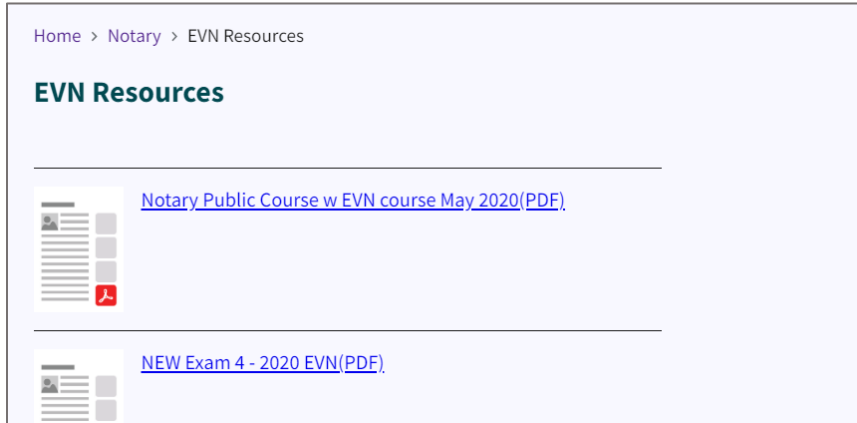 Home > Notary > EVN Resources
EVN Resources
Notary Public Course w EVN course May 2020(PDF)
NEW Exam 4 - 2020 EVN(PDF)